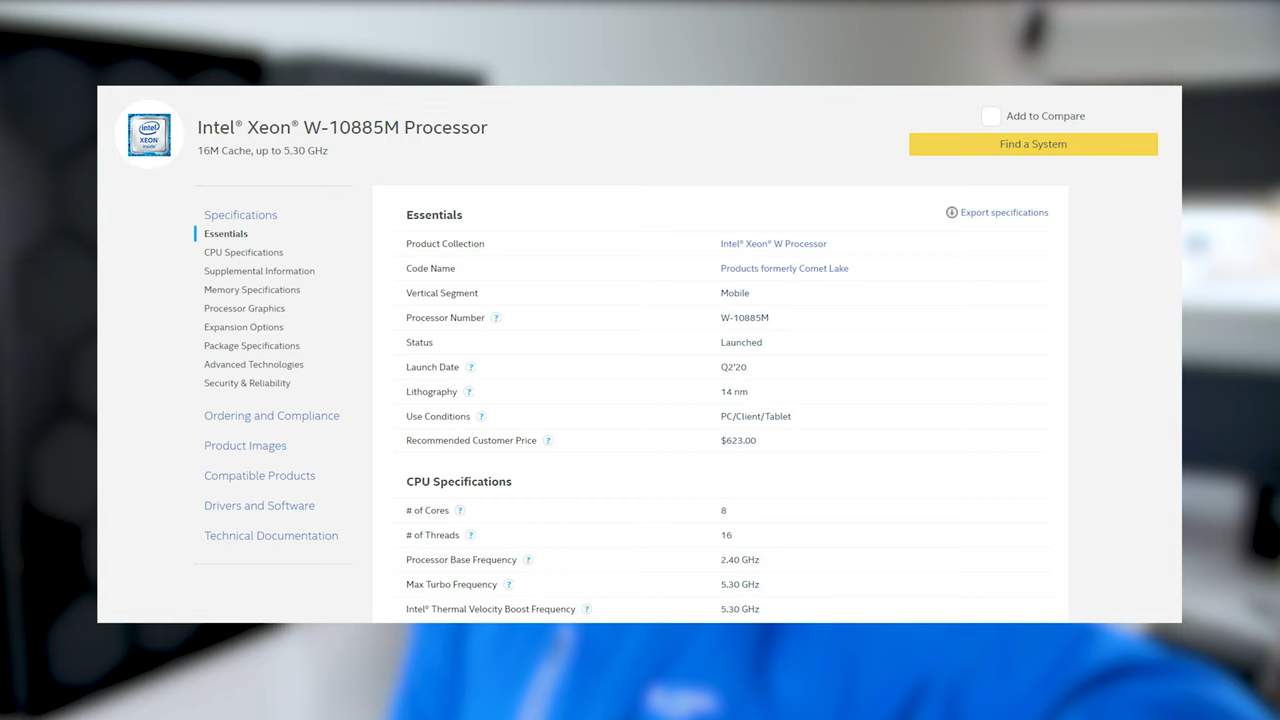 Intel® Xeon® W-10885M Processor
16M Cache, up to 5.30 GHz
Add to Compare
Find a System
intel
XEON
inside
Specifications
Essentials
CPU Specifications
Supplemental Information
Memory Specifications
Processor Graphics
Expansion Options
Package Specifications
Advanced Technologies
Security & Reliability
Ordering and Compliance
Product Images
Compatible Products
Drivers and Software
Technical Documentation
Essentials
Export specifications
Product Collection Intel® Xeon® W Processor
Code Name Products formerly Comet Lake
Vertical Segment Mobile
Processor Number ? W-10885M
Status Launched
Launch Date ? Q2'20
Lithography ? 14 nm
Use Conditions ? PC/Client/Tablet
Recommended Customer Price ? $623.00
CPU Specifications
# of Cores ? 8
# of Threads ? 16
Processor Base Frequency ? 2.40 GHz
Max Turbo Frequency ? 5.30 GHz
Intel® Thermal Velocity Boost Frequency ? 5.30 GHz